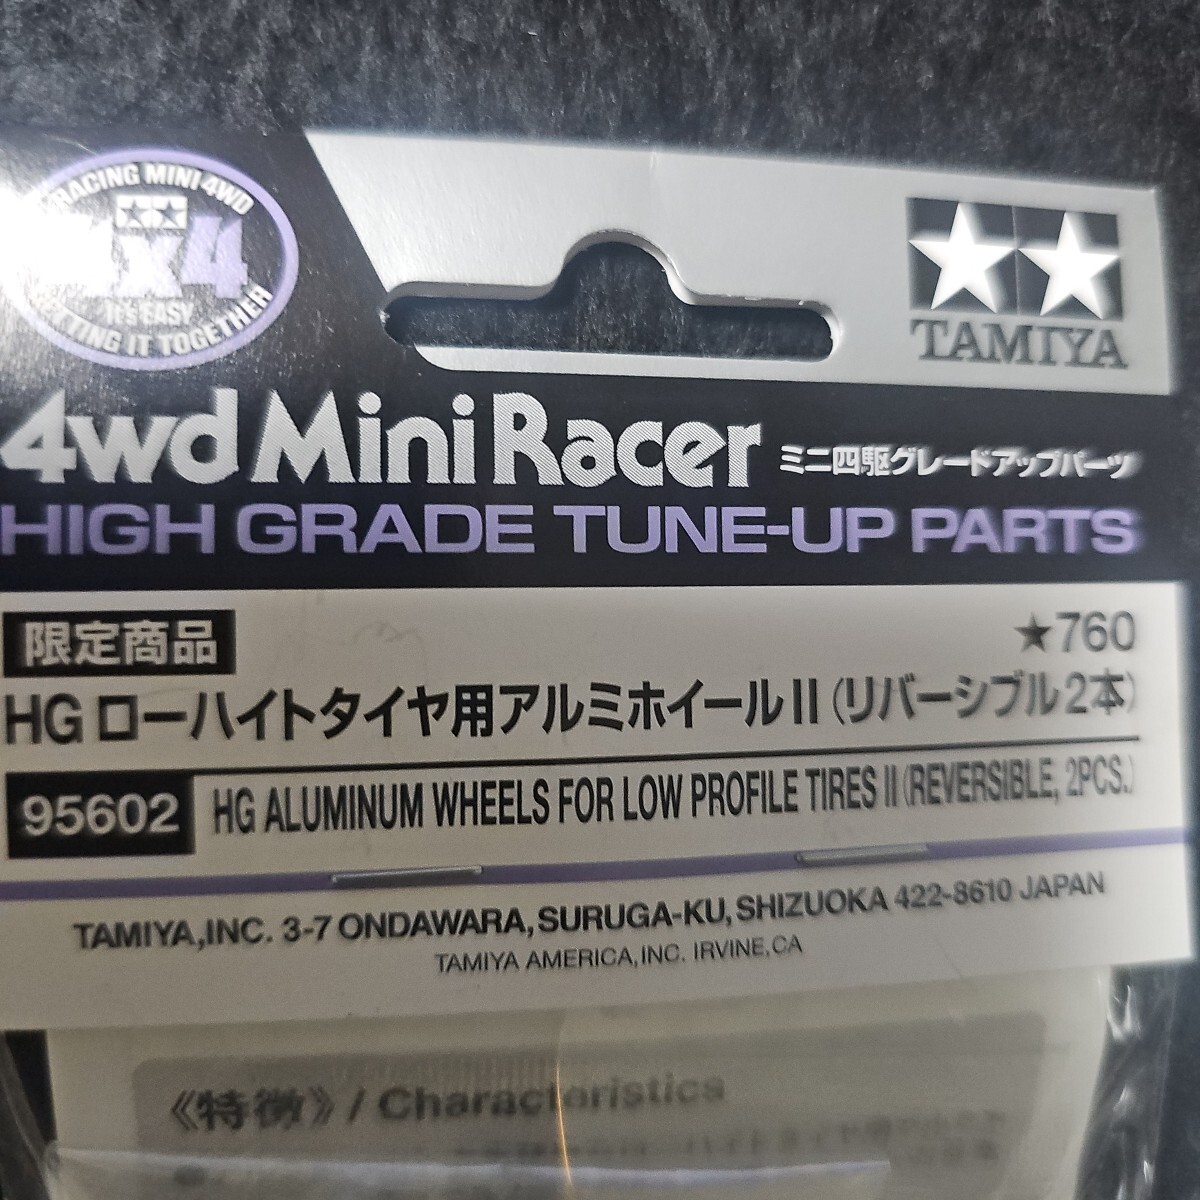 RACING MINI 4WD
4x4
It's EASY
PUTTING IT TOGETHER
TAMIYA
4wd Mini Racer ミニ四駆グレードアップパーツ
HIGH GRADE TUNE-UP PARTS
限定商品
★760
HG ローハイトタイヤ用アルミホイールII (リバーシブル2本)
95602 HG ALUMINUM WHEELS FOR LOW PROFILE TIRES II (REVERSIBLE, 2PCS.)
TAMIYA,INC. 3-7 ONDAWARA, SURUGA-KU, SHIZUOKA 422-8610 JAPAN
TAMIYA AMERICA,INC. IRVINE,CA
《特徴》/ Characteristics